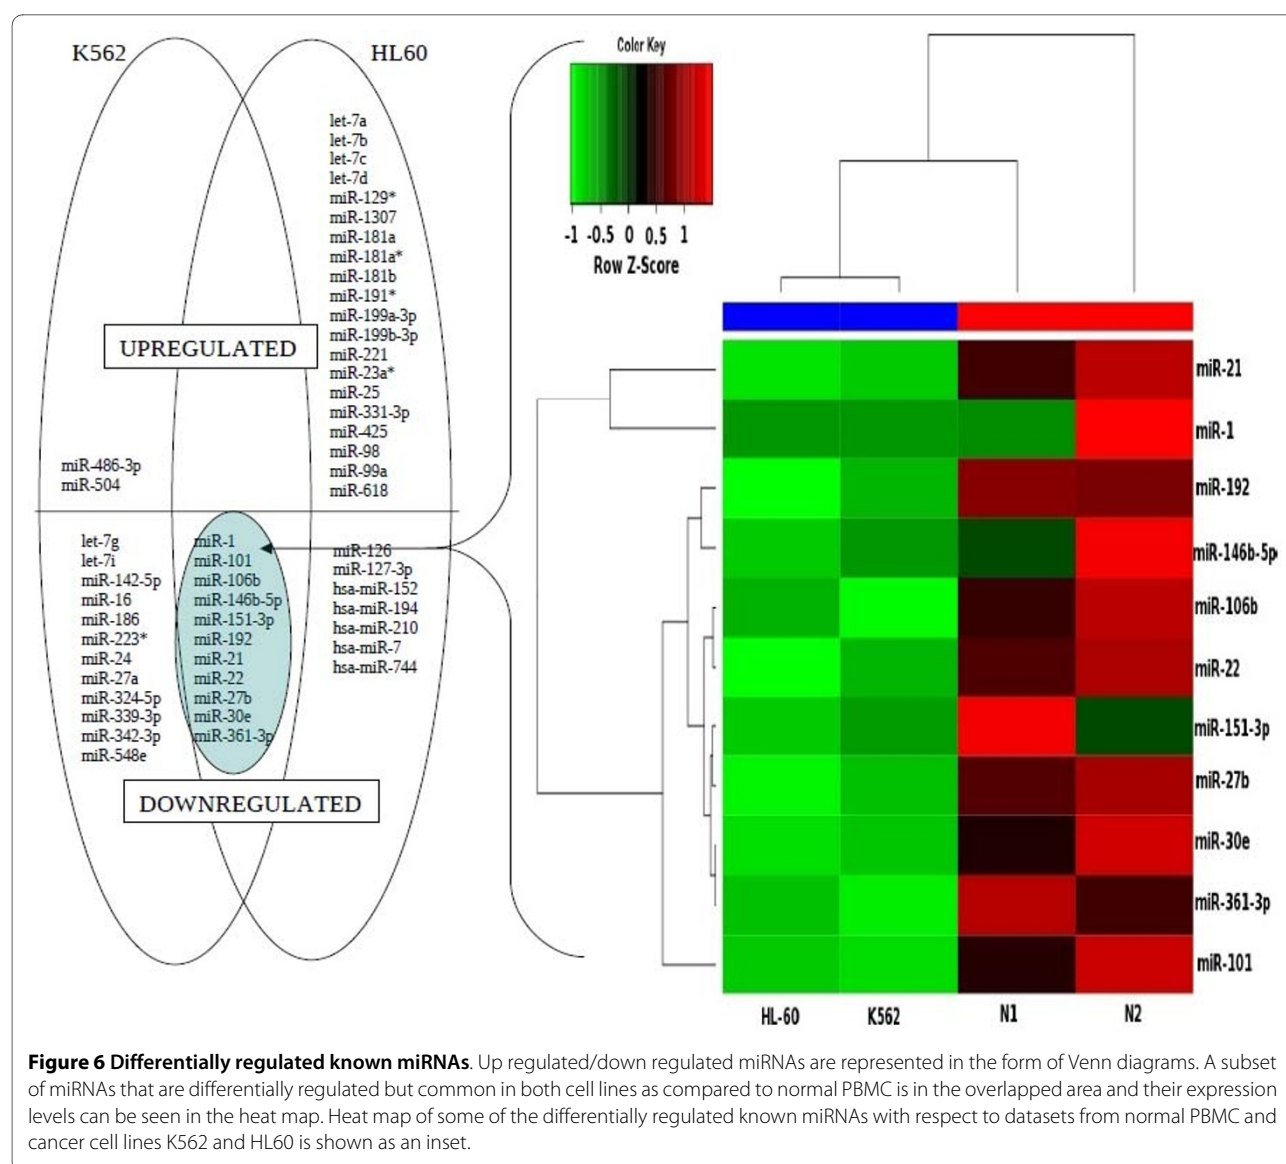 K562
HL60
let-7a
let-7b
let-7c
let-7d
miR-129*
miR-1307
miR-181a
miR-181a*
miR-181b
miR-191*
miR-199a-3p
miR-199b-3p
miR-221
miR-23a*
miR-25
miR-331-3p
miR-425
miR-98
miR-99a
miR-618
UPREGULATED
miR-486-3p
miR-504
let-7g
let-7i
miR-142-5p
miR-16
miR-186
miR-223*
miR-24
miR-27a
miR-324-5p
miR-339-3p
miR-342-3p
miR-548e
miR-1
miR-101
miR-106b
miR-146b-5p
miR-151-3p
miR-192
miR-21
miR-22
miR-27b
miR-30e
miR-361-3p
miR-126
miR-127-3p
hsa-miR-152
hsa-miR-194
hsa-miR-210
hsa-miR-7
hsa-miR-744
DOWNREGULATED
Color Key
-1 -0.5 0 0.5 1
Row Z-Score
miR-21
miR-1
miR-192
miR-146b-5p
miR-106b
miR-22
miR-151-3p
miR-27b
miR-30e
miR-361-3p
miR-101
HL-60 K562 N1 N2
Figure 6 Differentially regulated known miRNAs. Up regulated/down regulated miRNAs are represented in the form of Venn diagrams. A subset
of miRNAs that are differentially regulated but common in both cell lines as compared to normal PBMC is in the overlapped area and their expression
levels can be seen in the heat map. Heat map of some of the differentially regulated known miRNAs with respect to datasets from normal PBMC and
cancer cell lines K562 and HL60 is shown as an inset.